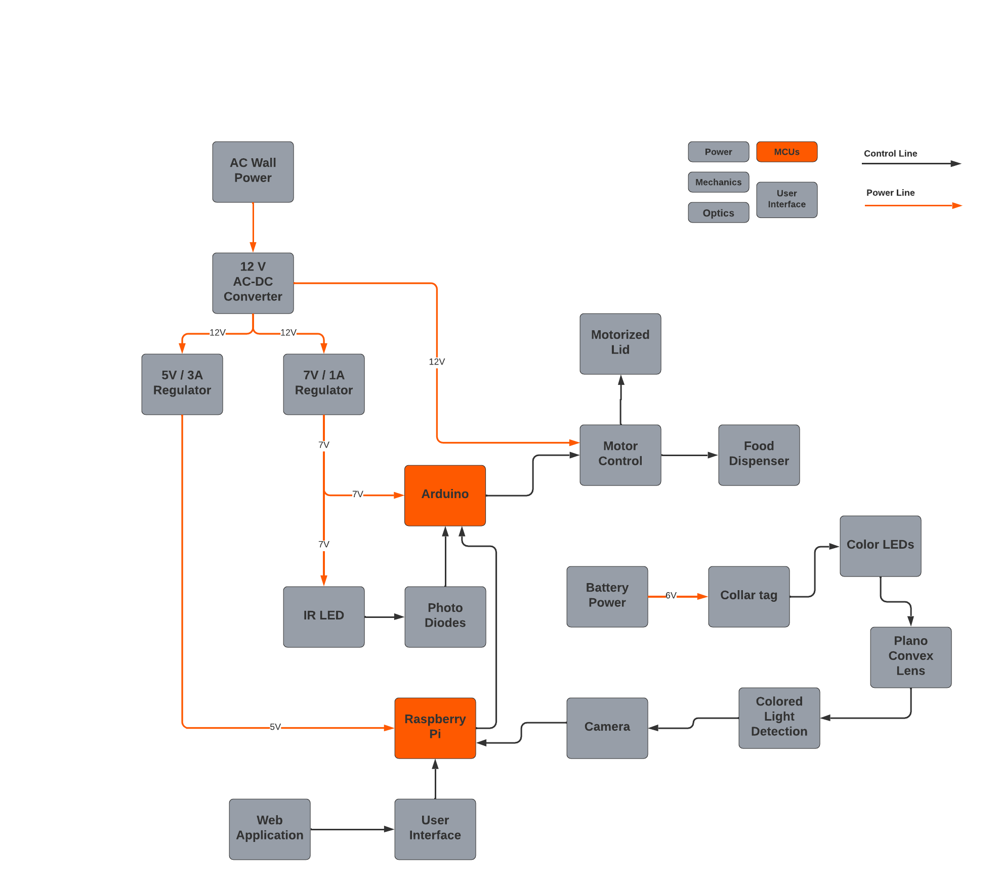 AC Wall
Power
Power
MCUs
Mechanics
Optics
User
Interface
Control Line
Power Line
12 V
AC-DC
Converter
12V
12V
12V
5V / 3A
Regulator
7V / 1A
Regulator
Motorized
Lid
7V
Motor
Control
Food
Dispenser
7V
Arduino
7V
Color LEDs
Battery
Power
6V
Collar tag
IR LED
Photo
Diodes
Plano
Convex
Lens
5V
Raspberry
Pi
Camera
Colored
Light
Detection
Web
Application
User
Interface